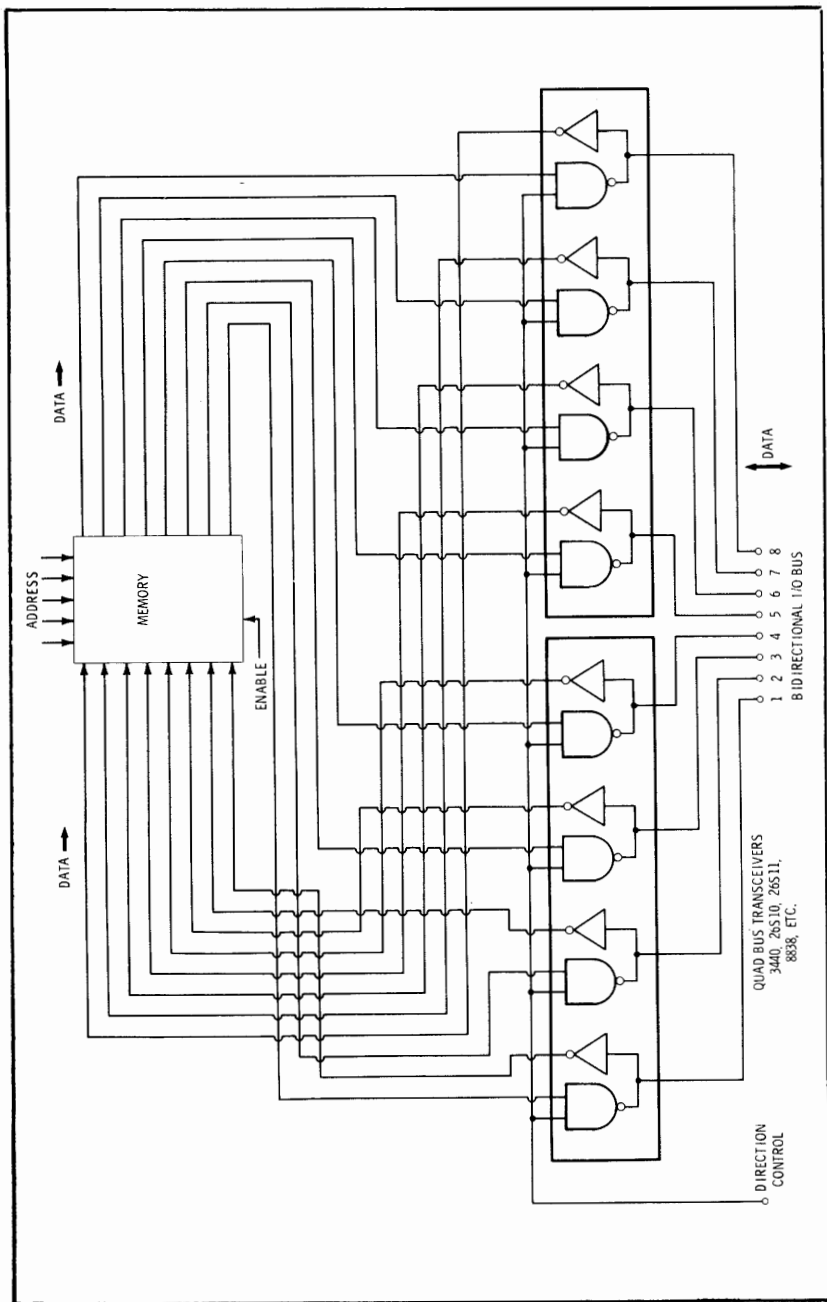 ADDRESS
DATA
DATA
MEMORY
ENABLE
DATA
1 2 3 4 5 6 7 8
BIDIRECTIONAL I/O BUS
QUAD BUS TRANSCEIVERS
3440, 26S10, 26S11,
8838, ETC.
DIRECTION
CONTROL